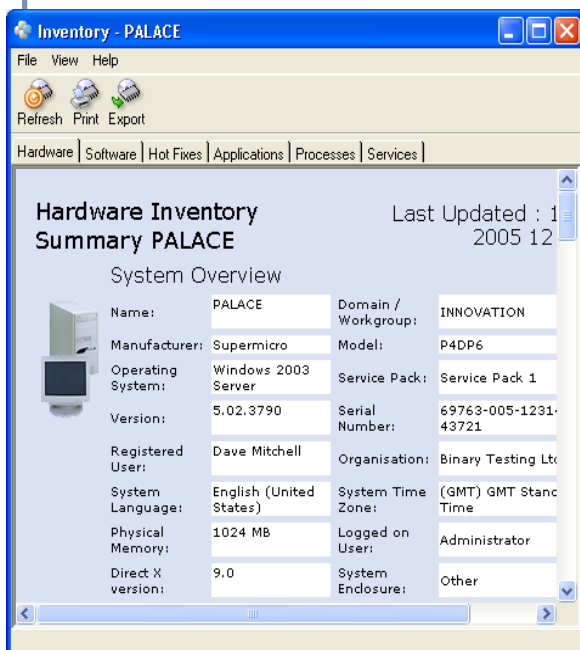 Inventory - PALACE
File View Help
Refresh Print Export
Hardware Software Hot Fixes Applications Processes Services
Hardware Inventory
Summary PALACE
Last Updated : 1
2005 12
System Overview
Name: PALACE Domain / Workgroup: INNOVATION
Manufacturer: Supermicro Model: P4DP6
Operating System: Windows 2003 Server Service Pack: Service Pack 1
Version: 5.02.3790 Serial Number: 69763-005-1231 43721
Registered User: Dave Mitchell Organisation: Binary Testing Ltd
System Language: English (United States) System Time Zone: (GMT) GMT Stand Time
Physical Memory: 1024 MB Logged on User: Administrator
Direct X version: 9.0 System Enclosure: Other